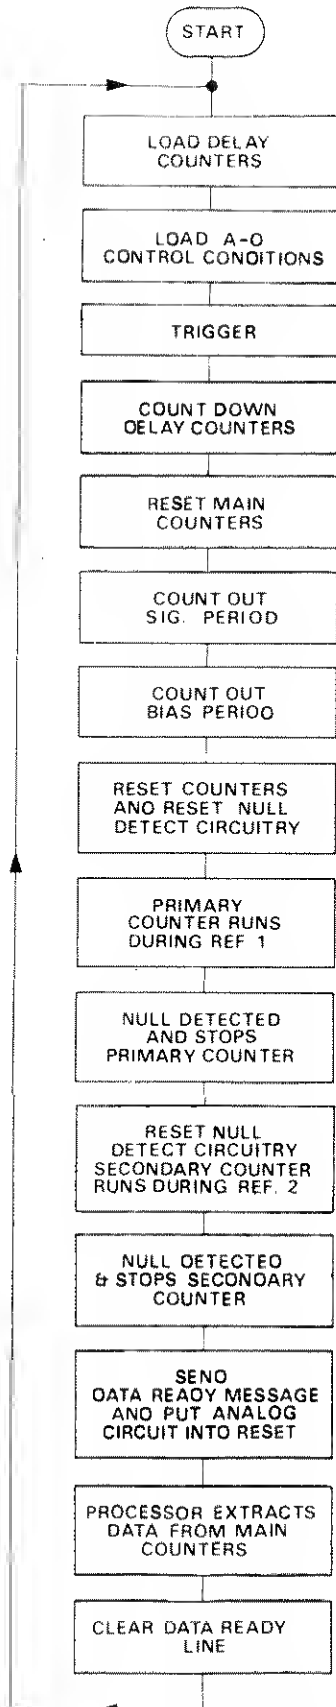 START
LOAD DELAY
COUNTERS
LOAD A-D
CONTROL CONDITIONS
TRIGGER
COUNT DOWN
DELAY COUNTERS
RESET MAIN
COUNTERS
COUNT OUT
SIG. PERIOD
COUNT OUT
BIAS PERIOD
RESET COUNTERS
AND RESET NULL
DETECT CIRCUITRY
PRIMARY
COUNTER RUNS
DURING REF 1
NULL DETECTED
AND STOPS
PRIMARY COUNTER
RESET NULL
DETECT CIRCUITRY
SECONDARY COUNTER
RUNS DURING REF. 2
NULL DETECTED
& STOPS SECONDARY
COUNTER
SEND
DATA READY MESSAGE
AND PUT ANALOG
CIRCUIT INTO RESET
PROCESSOR EXTRACTS
DATA FROM MAIN
COUNTERS
CLEAR DATA READY
LINE